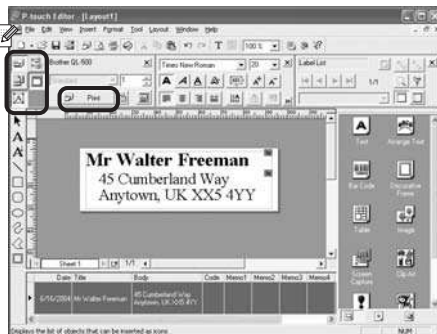 P-touch Editor - [Layout1]
File Edit View Insert Format Tool Layout Window Help
100 %
Brother QL-500
Times New Roman
20
Label List
Standard
1
1/1
Print
Mr Walter Freeman
45 Cumberland Way
Anytown, UK XX5 4YY
Text
Arrange Text
Bar Code
Decorative Frame
Table
Image
Screen Capture
Clip Art
Sheet 1
1/1
Date Title Body Code Memo1 Memo2 Memo3 Memo4
6/16/2004 Mr Walter Freeman 45 Cumberland Way
Anytown, UK XX5 4YY
Displays the list of objects that can be inserted as icons
NUM